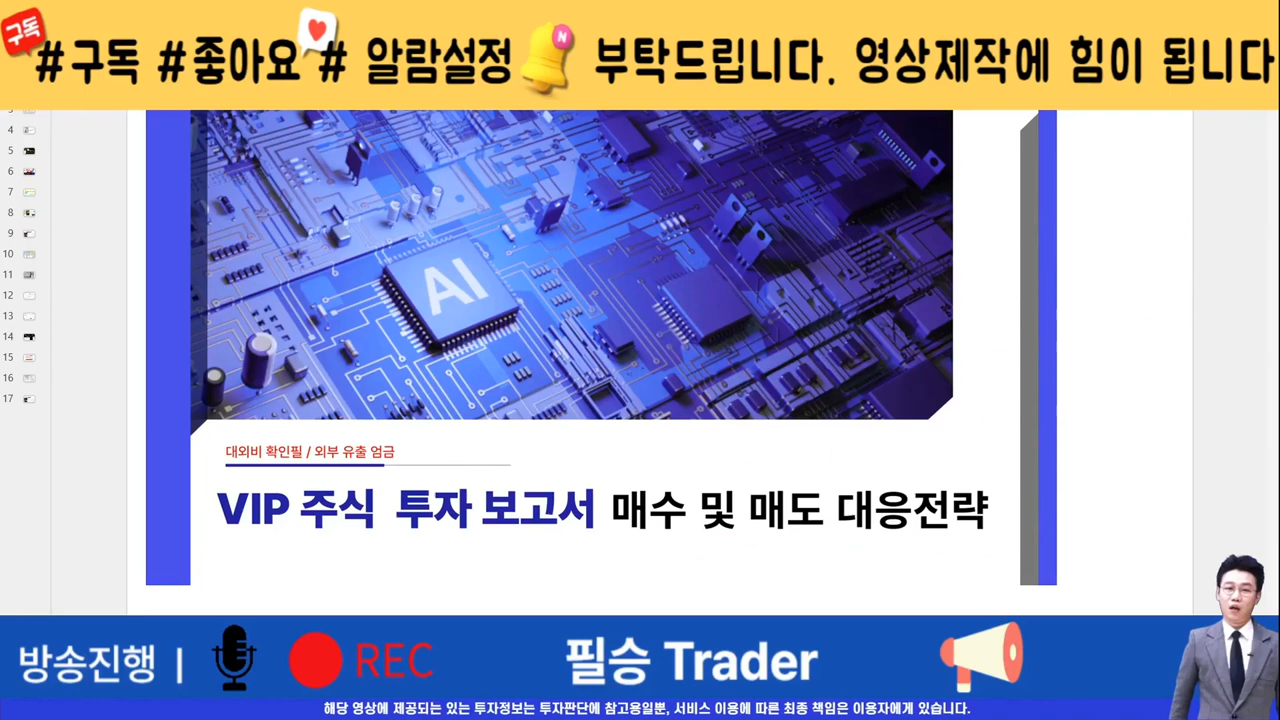 구독
#구독 #좋아요 # 알람설정 N 부탁드립니다. 영상제작에 힘이 됩니다
4
5
6
7
8
9
10
11
12
13
14
15
16
17
AI
대외비 확인필 / 외부 유출 엄금
VIP 주식 투자 보고서 매수 및 매도 대응전략
방송진행 | REC 필승 Trader
해당 영상에 제공되는 있는 투자정보는 투자판단에 참고용일뿐, 서비스 이용에 따른 최종 책임은 이용자에게 있습니다.